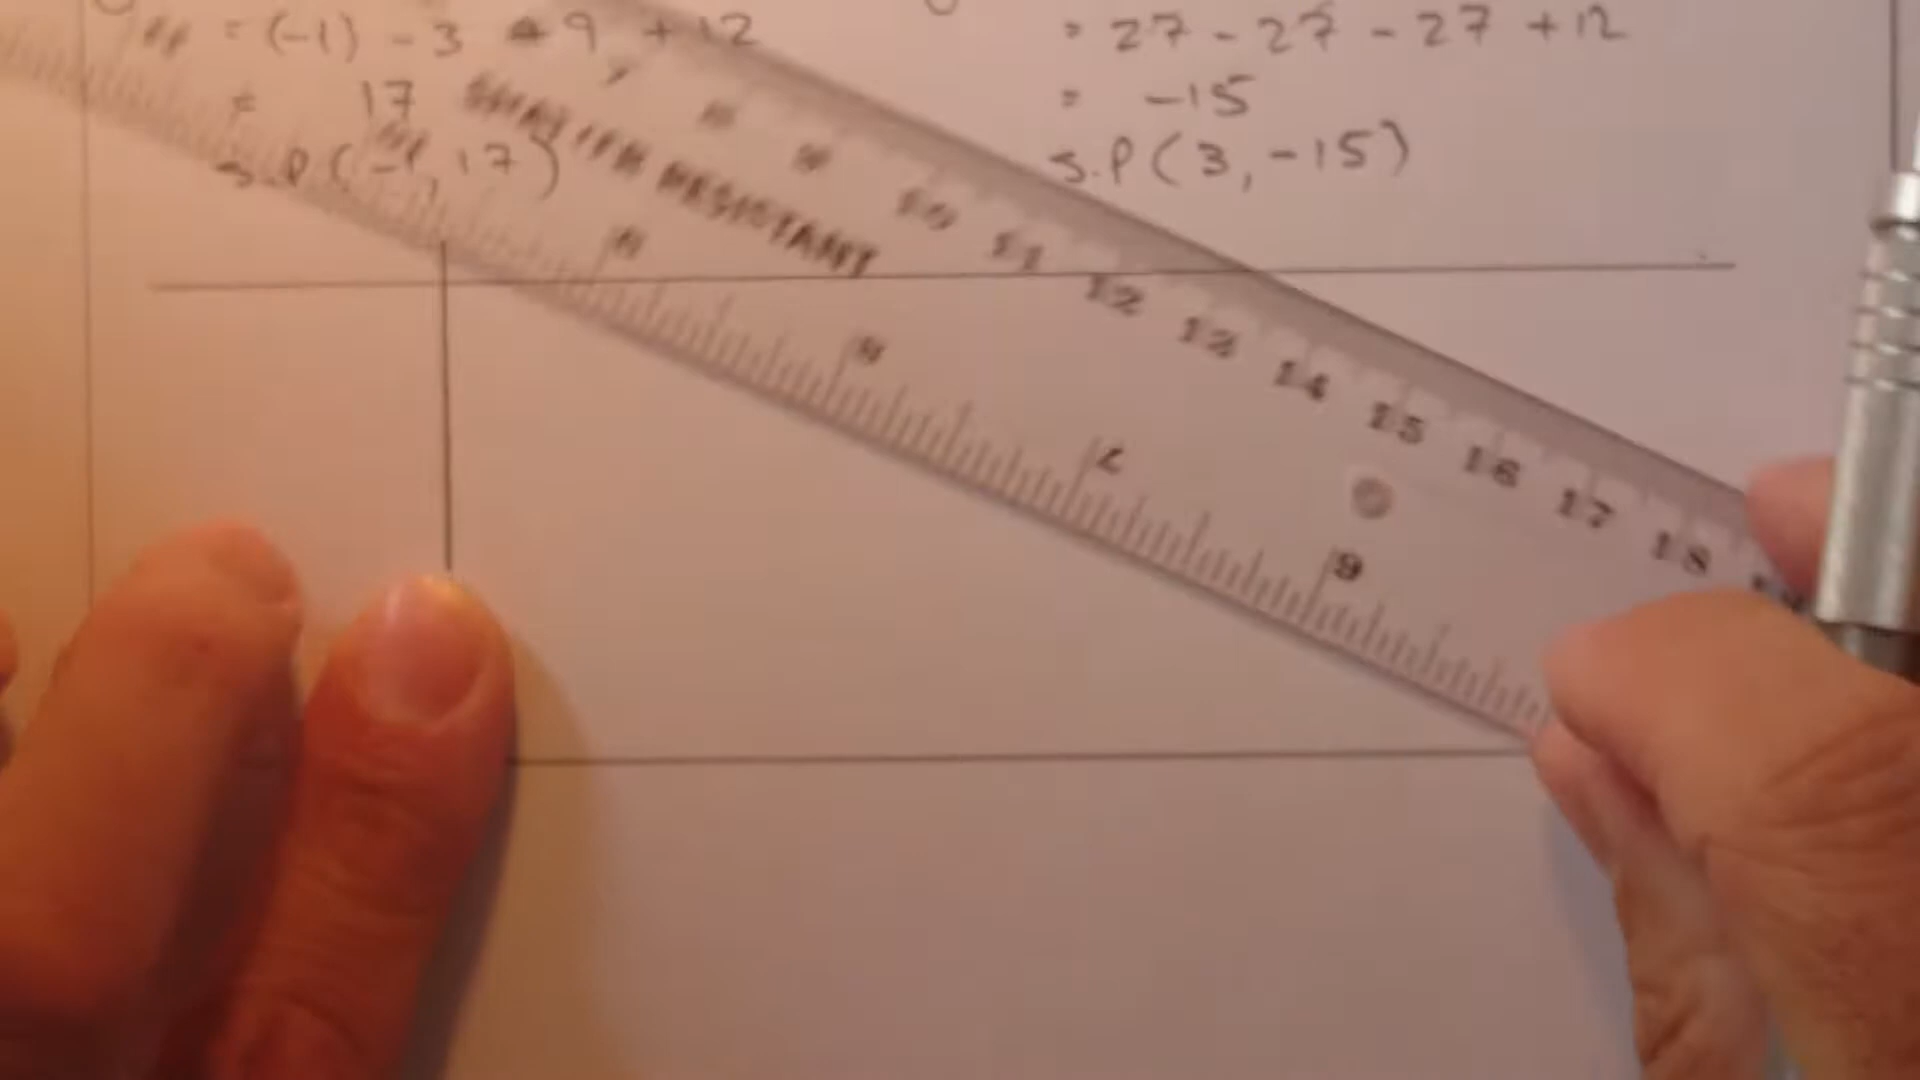 = (-1) - 3 + 9 + 12
= 17
S.P (-1, 17)
= 27 - 27 - 27 + 12
= -15
S.P (3, -15)
RESISTANT
10 11 12 13 14 15 16 17 18
8 7 6